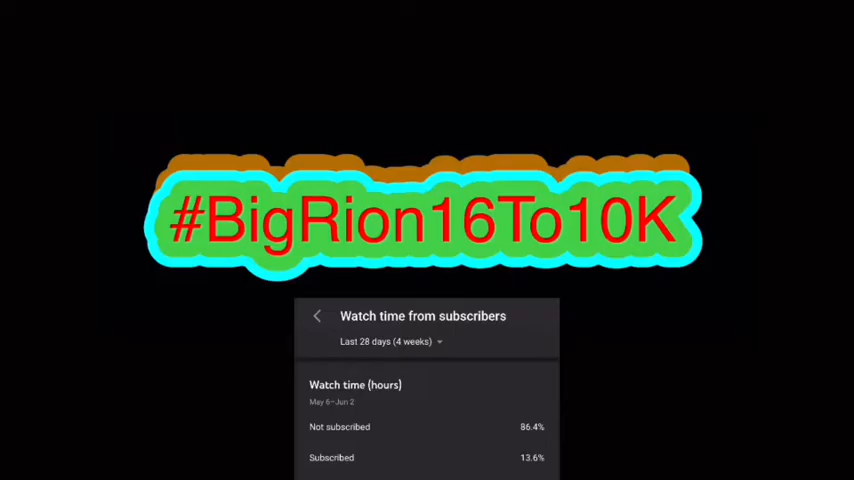 #BigRion16To10K
Watch time from subscribers
Last 28 days (4 weeks)
Watch time (hours)
May 6–Jun 2
Not subscribed 86.4%
Subscribed 13.6%